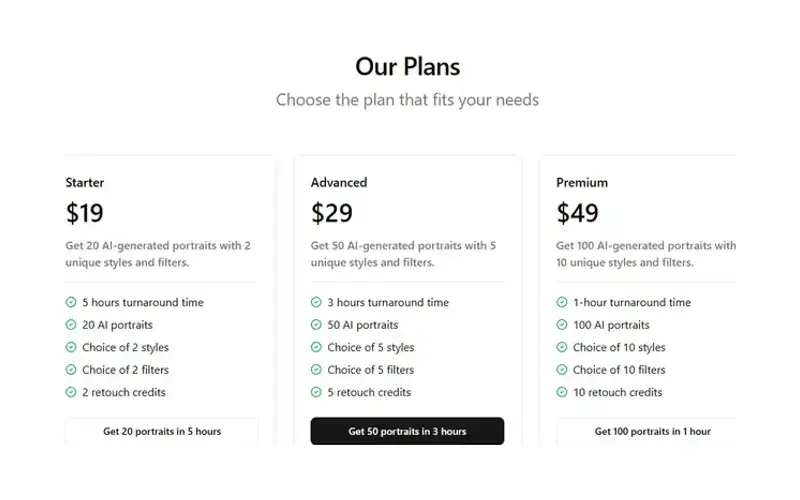 Our Plans
Choose the plan that fits your needs
Starter
$19
Get 20 AI-generated portraits with 2
unique styles and filters.
5 hours turnaround time
20 AI portraits
Choice of 2 styles
Choice of 2 filters
2 retouch credits
Get 20 portraits in 5 hours
Advanced
$29
Get 50 AI-generated portraits with 5
unique styles and filters.
3 hours turnaround time
50 AI portraits
Choice of 5 styles
Choice of 5 filters
5 retouch credits
Get 50 portraits in 3 hours
Premium
$49
Get 100 AI-generated portraits with
10 unique styles and filters.
1-hour turnaround time
100 AI portraits
Choice of 10 styles
Choice of 10 filters
10 retouch credits
Get 100 portraits in 1 hour